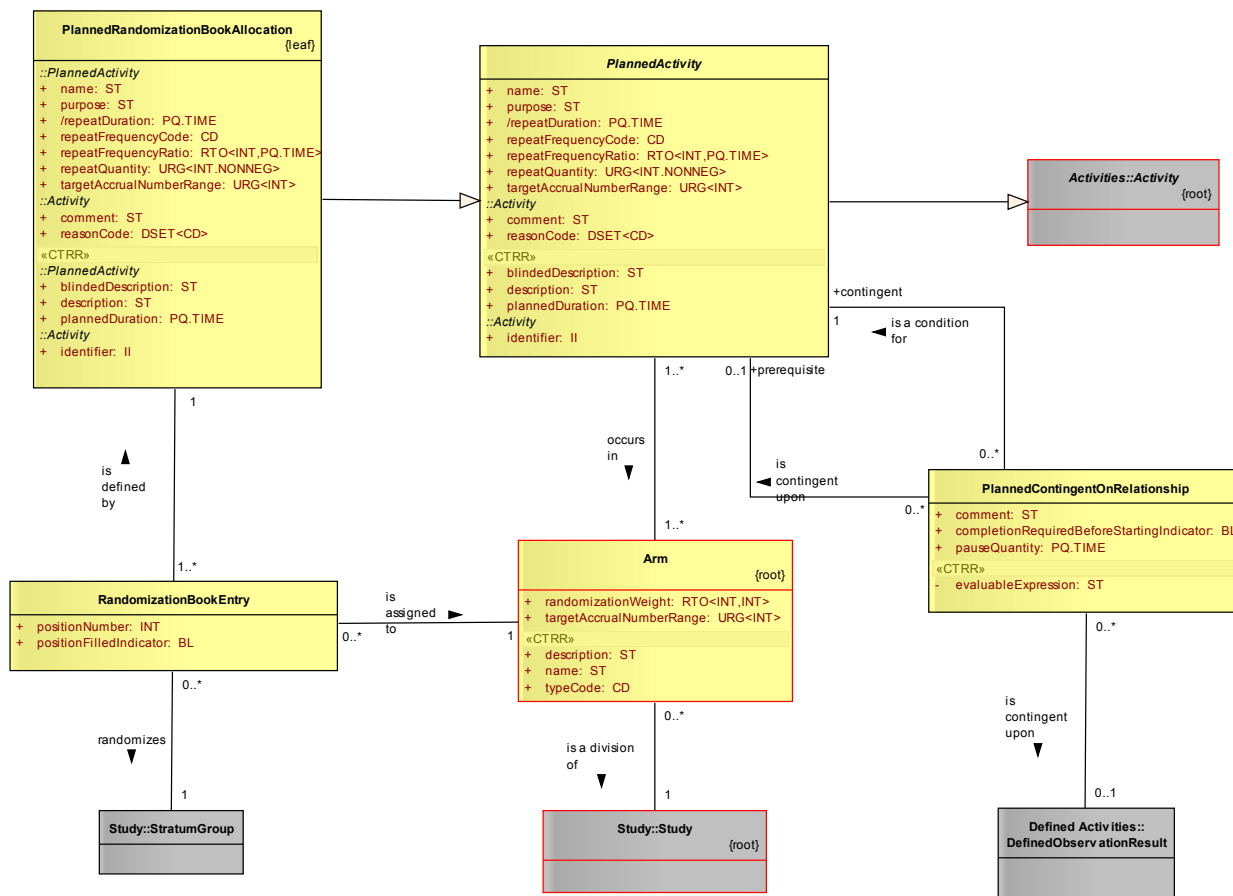 PlannedRandomizationBookAllocation
{leaf}
::PlannedActivity
+ name: ST
+ purpose: ST
+ /repeatDuration: PQ.TIME
+ repeatFrequencyCode: CD
+ repeatFrequencyRatio: RTO<INT,PQ.TIME>
+ repeatQuantity: URG<INT.NONNEG>
+ targetAccrualNumberRange: URG<INT>
::Activity
+ comment: ST
+ reasonCode: DSET<CD>
«CTRR»
::PlannedActivity
+ blindedDescription: ST
+ description: ST
+ plannedDuration: PQ.TIME
::Activity
+ identifier: II
PlannedActivity
+ name: ST
+ purpose: ST
+ /repeatDuration: PQ.TIME
+ repeatFrequencyCode: CD
+ repeatFrequencyRatio: RTO<INT,PQ.TIME>
+ repeatQuantity: URG<INT.NONNEG>
+ targetAccrualNumberRange: URG<INT>
::Activity
+ comment: ST
+ reasonCode: DSET<CD>
«CTRR»
+ blindedDescription: ST
+ description: ST
+ plannedDuration: PQ.TIME
::Activity
+ identifier: II
Activities::Activity
{root}
+contingent
1
is a condition
for
0..*
1..*
0..1
+prerequisite
1
occurs
in
is
defined
by
is
contingent
upon
0..*
1..*
1..*
PlannedContingentOnRelationship
+ comment: ST
+ completionRequiredBeforeStartingIndicator: BL
+ pauseQuantity: PQ.TIME
«CTRR»
- evaluableExpression: ST
RandomizationBookEntry
+ positionNumber: INT
+ positionFilledIndicator: BL
is
assigned
to
0..*
1
Arm
{root}
+ randomizationWeight: RTO<INT,INT>
+ targetAccrualNumberRange: URG<INT>
«CTRR»
+ description: ST
+ name: ST
+ typeCode: CD
0..*
0..*
0..*
randomizes
is a division
of
is
contingent
upon
1
1
0..1
Study::StratumGroup
Study::Study
{root}
Defined Activities::
DefinedObservationResult